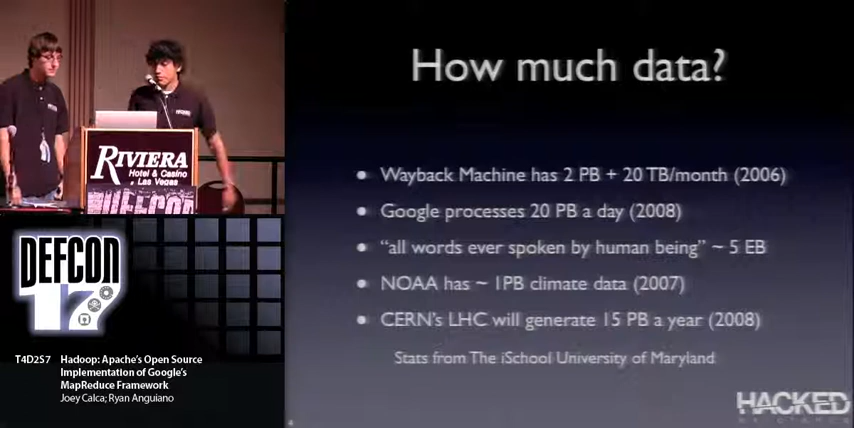 How much data?
Wayback Machine has 2 PB + 20 TB/month (2006)
Google processes 20 PB a day (2008)
“all words ever spoken by human being” ~ 5 EB
NOAA has ~ 1PB climate data (2007)
CERN's LHC will generate 15 PB a year (2008)
Stats from The iSchool University of Maryland
HACKED
RIVIERA
Hotel & Casino
Las Vegas
DEFCON
DEFCON
17
T4D2S7 Hadoop: Apache's Open Source
Implementation of Google's
MapReduce Framework
Joey Calca; Ryan Anguiano